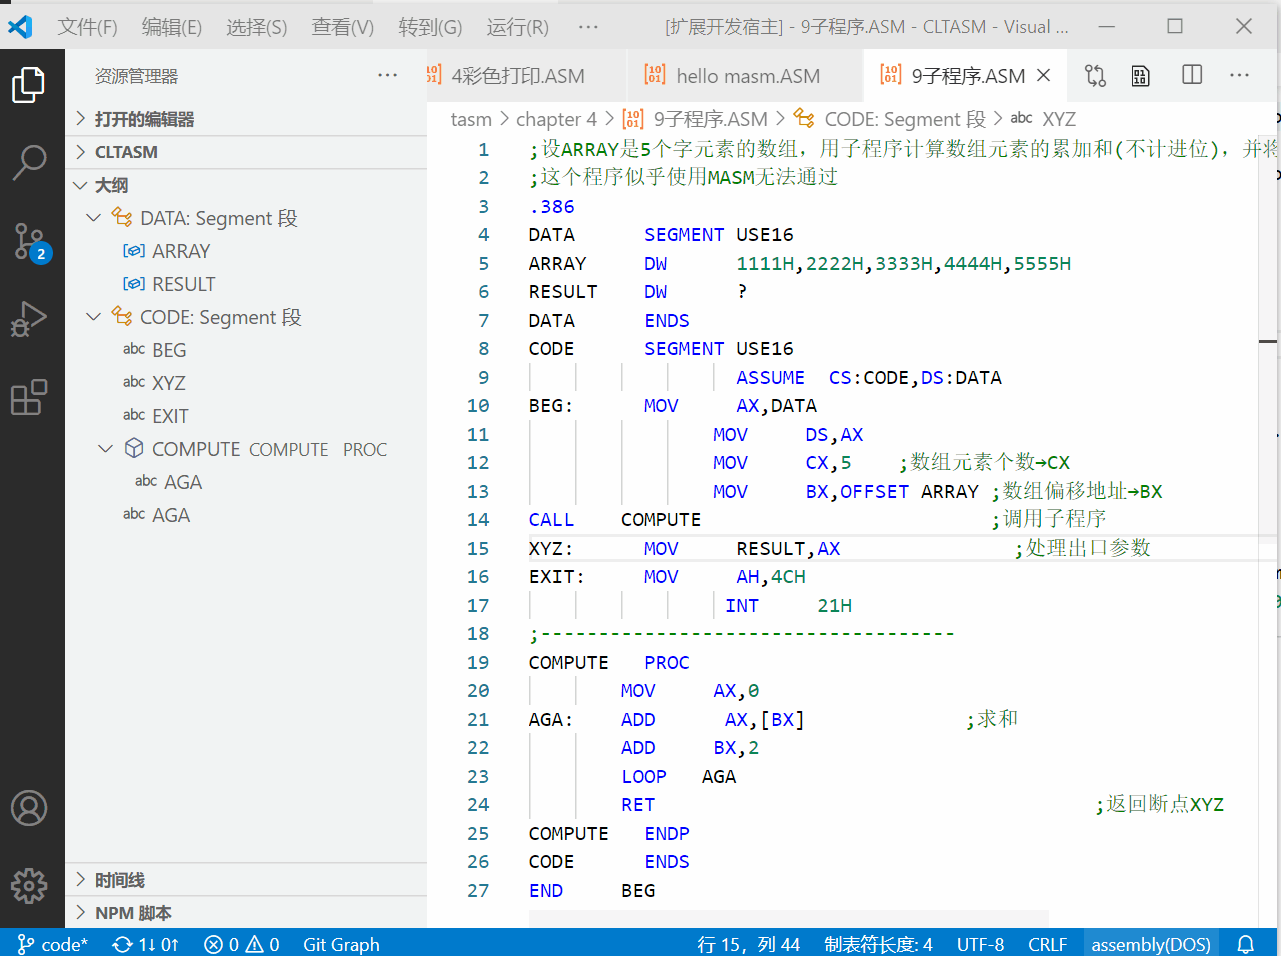 文件(F) 编辑(E) 选择(S) 查看(V) 转到(G) 运行(R) ··· [扩展开发宿主] - 9子程序.ASM - CLTASM - Visual ...
资源管理器 ···
4彩色打印.ASM hello masm.ASM 9子程序.ASM ···
tasm > chapter 4 > 9子程序.ASM > CODE: Segment 段 > abc XYZ
打开的编辑器
CLTASM
大纲
DATA: Segment 段
ARRAY
RESULT
CODE: Segment 段
abc BEG
abc XYZ
abc EXIT
COMPUTE COMPUTE PROC
abc AGA
abc AGA
时间线
NPM 脚本
2
1 ;设ARRAY是5个字元素的数组，用子程序计算数组元素的累加和(不计进位)，并将
2 ;这个程序似乎使用MASM无法通过
3 .386
4 DATA SEGMENT USE16
5 ARRAY DW 1111H,2222H,3333H,4444H,5555H
6 RESULT DW ?
7 DATA ENDS
8 CODE SEGMENT USE16
9 ASSUME CS:CODE,DS:DATA
10 BEG: MOV AX,DATA
11 MOV DS,AX
12 MOV CX,5 ;数组元素个数→CX
13 MOV BX,OFFSET ARRAY ;数组偏移地址→BX
14 CALL COMPUTE ;调用子程序
15 XYZ: MOV RESULT,AX ;处理出口参数
16 EXIT: MOV AH,4CH
17 INT 21H
18 ;------------------------------------
19 COMPUTE PROC
20 MOV AX,0
21 AGA: ADD AX,[BX] ;求和
22 ADD BX,2
23 LOOP AGA
24 RET ;返回断点XYZ
25 COMPUTE ENDP
26 CODE ENDS
27 END BEG
code* 1↓ 0↑ 0 0 Git Graph 行 15，列 44 制表符长度: 4 UTF-8 CRLF assembly(DOS)